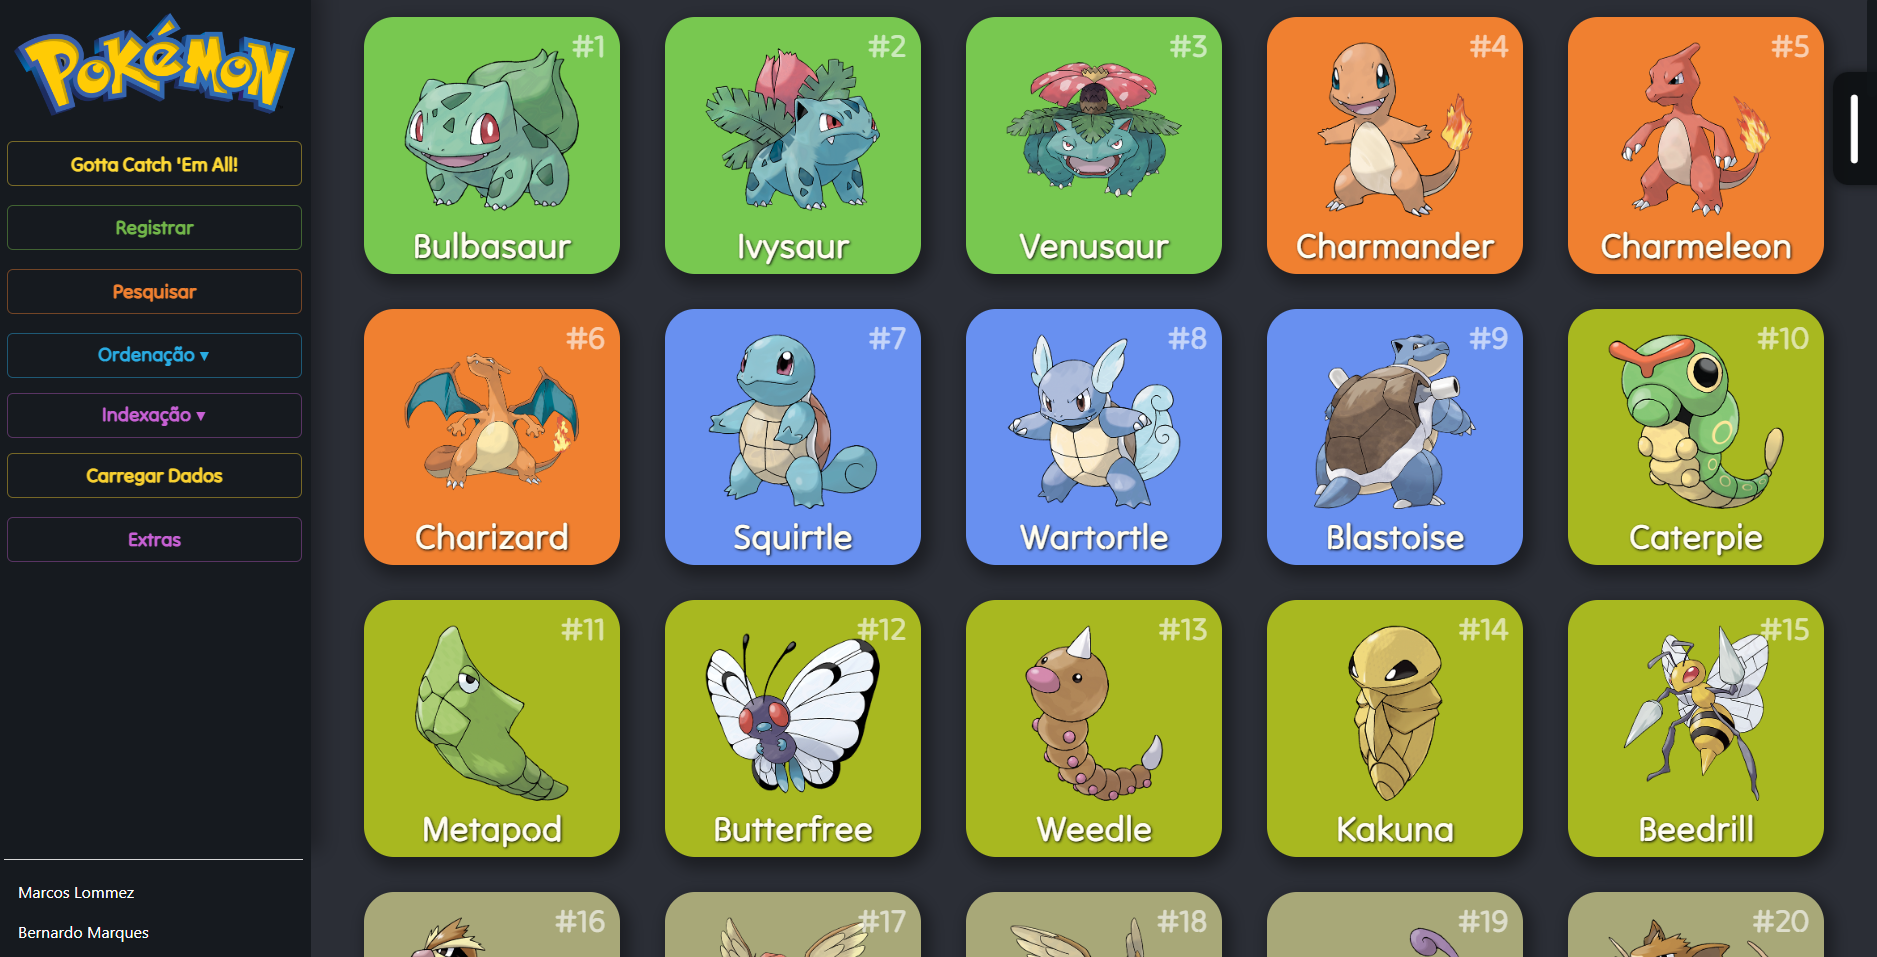 Pokémon
Gotta Catch 'Em All!
Registrar
Pesquisar
Ordenação ▾
Indexação ▾
Carregar Dados
Extras
Marcos Lommez
Bernardo Marques
#1
Bulbasaur
#2
Ivysaur
#3
Venusaur
#4
Charmander
#5
Charmeleon
#6
Charizard
#7
Squirtle
#8
Wartortle
#9
Blastoise
#10
Caterpie
#11
Metapod
#12
Butterfree
#13
Weedle
#14
Kakuna
#15
Beedrill
#16
#17
#18
#19
#20